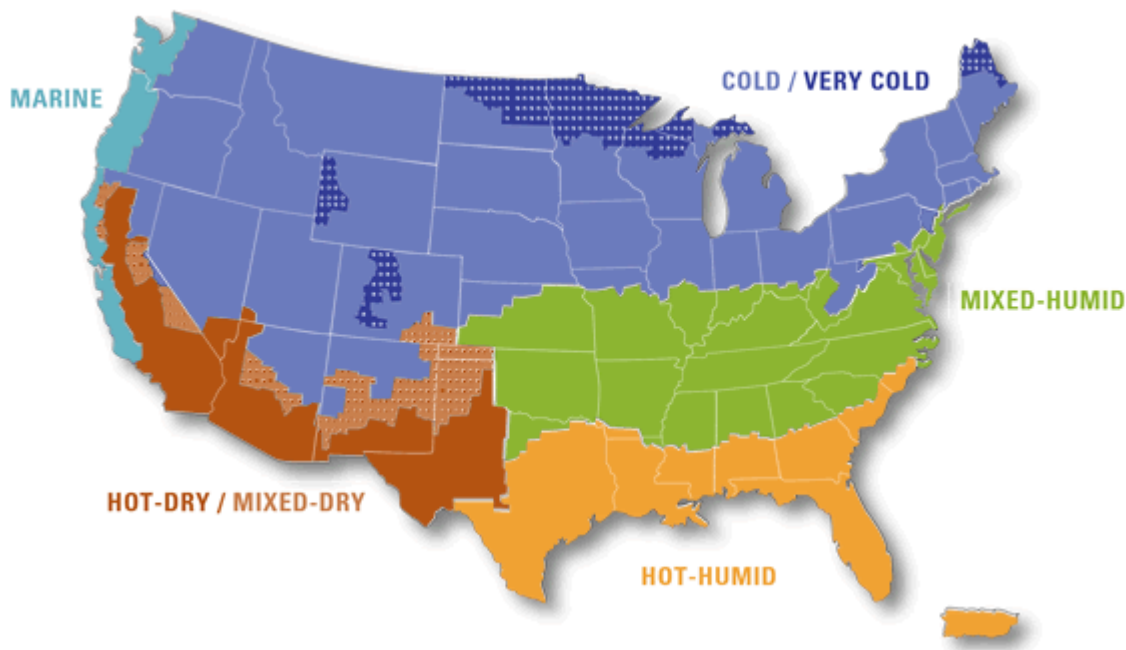 COLD / VERY COLD
MARINE
MIXED-HUMID
HOT-DRY / MIXED-DRY
HOT-HUMID